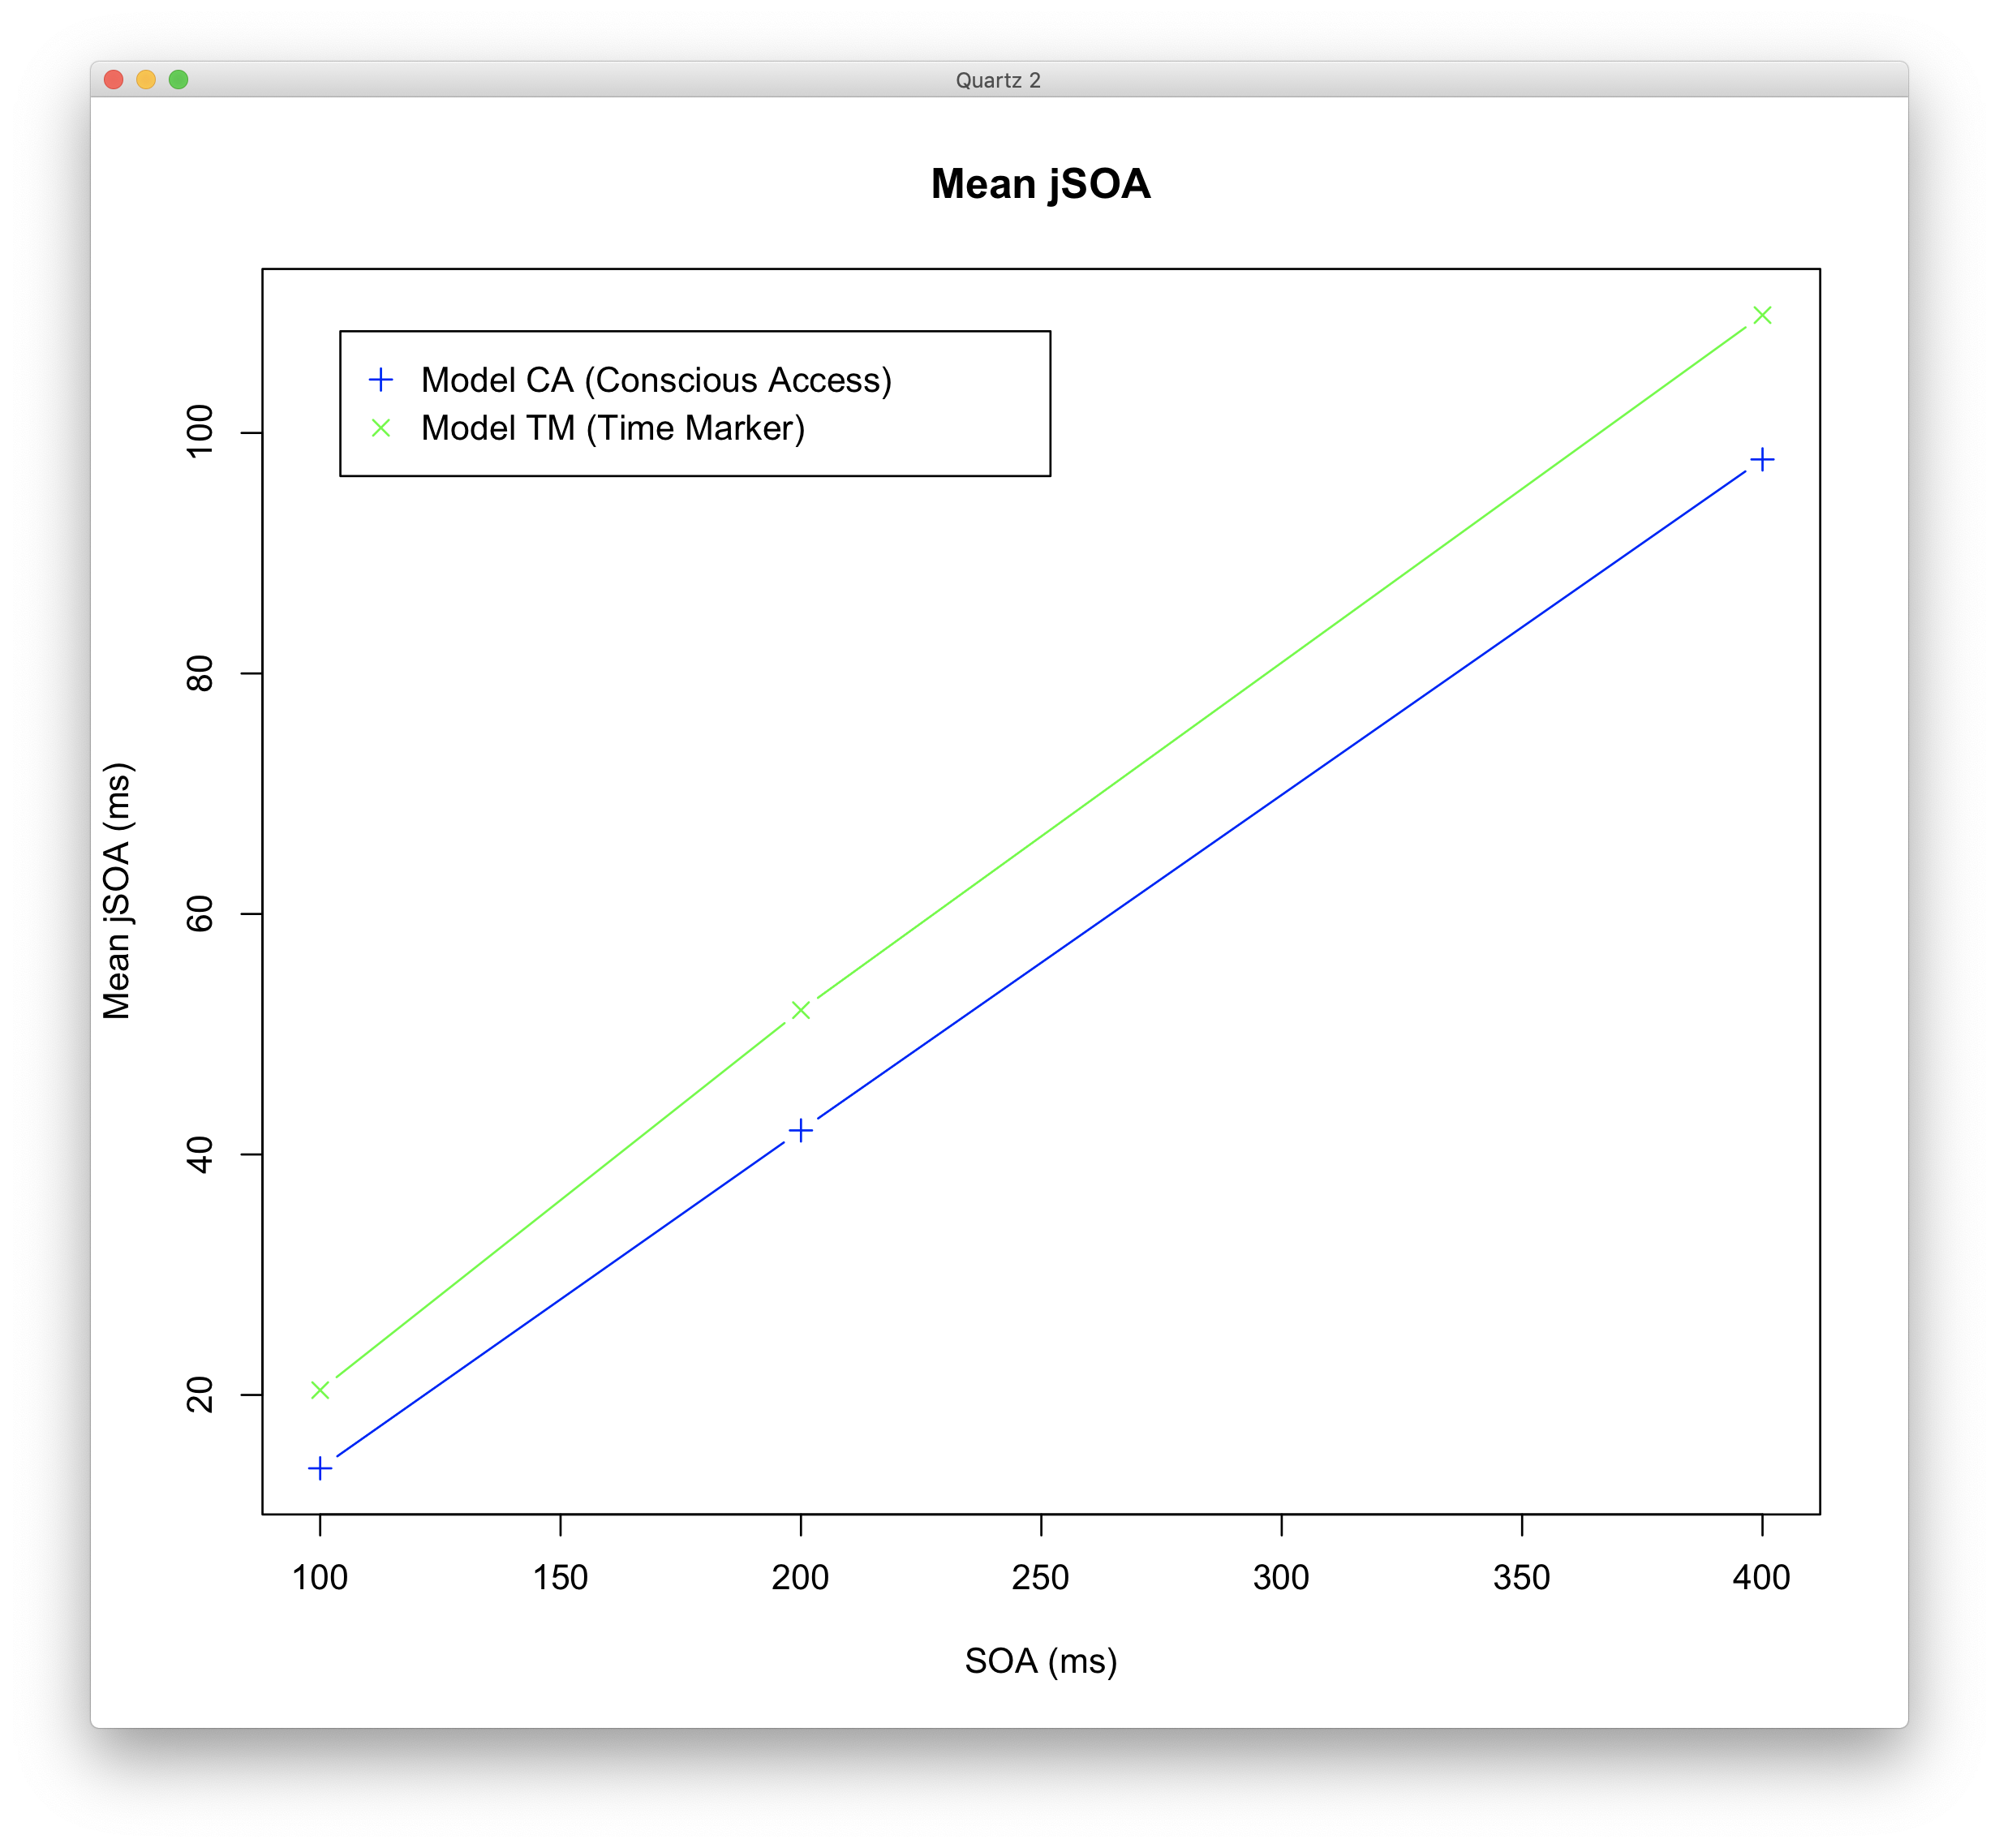 Quartz 2
Mean jSOA
Model CA (Conscious Access)
Model TM (Time Marker)
Mean jSOA (ms)
100
80
60
40
20
100 150 200 250 300 350 400
SOA (ms)